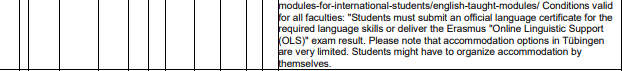 modules-for-international-students/english-taught-modules/ Conditions valid
for all faculties: "Students must submit an official language certificate for the
required language skills or deliver the Erasmus "Online Linguistic Support
(OLS)" exam result. Please note that accommodation options in Tübingen
are very limited. Students might have to organize accommodation by
themselves.